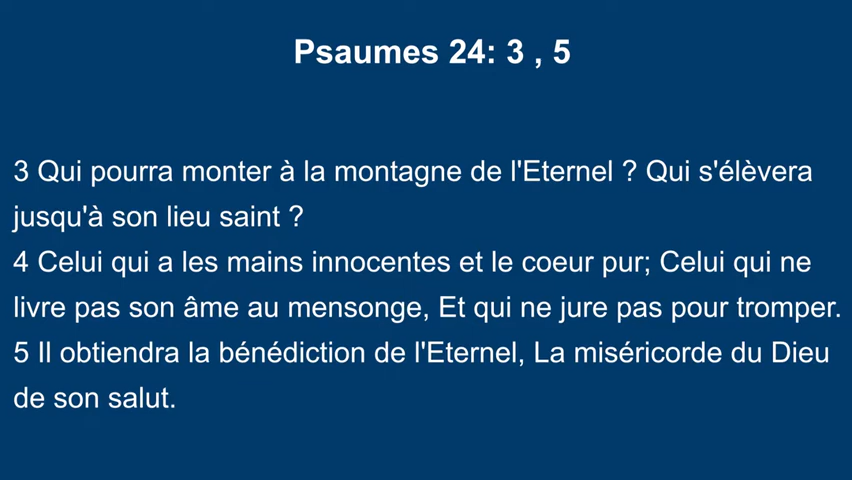 Psaumes 24: 3 , 5
3 Qui pourra monter à la montagne de l'Eternel ? Qui s'élèvera
jusqu'à son lieu saint ?
4 Celui qui a les mains innocentes et le coeur pur; Celui qui ne
livre pas son âme au mensonge, Et qui ne jure pas pour tromper.
5 Il obtiendra la bénédiction de l'Eternel, La miséricorde du Dieu
de son salut.